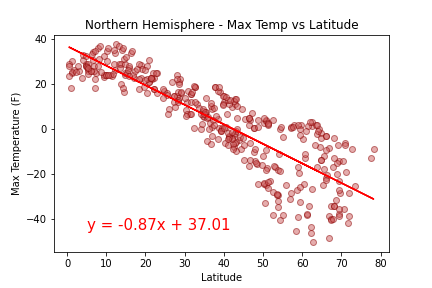 Northern Hemisphere - Max Temp vs Latitude
Max Temperature (F)
40
20
0
−20
−40
y = -0.87x + 37.01
0 10 20 30 40 50 60 70 80
Latitude